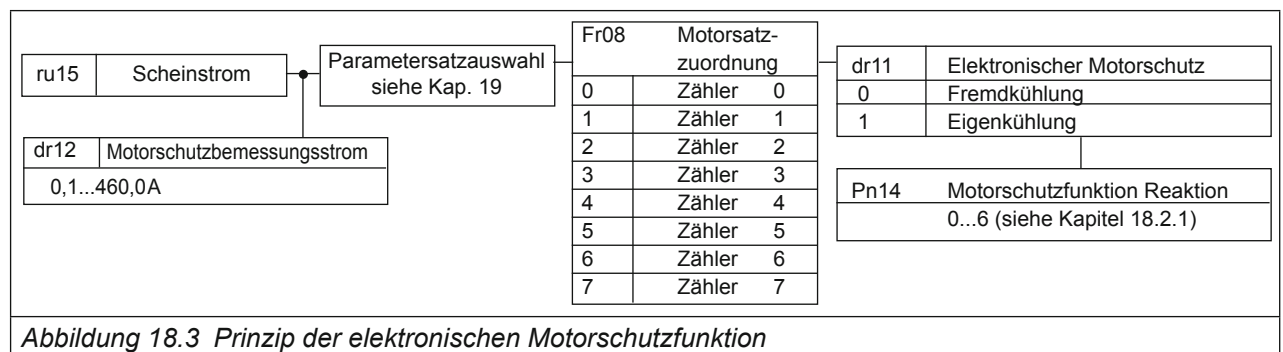 ru15 Scheinstrom
dr12 Motorschutzbemessungsstrom
0,1...460,0A
Parametersatzauswahl
siehe Kap. 19
Fr08 Motorsatz-
zuordnung
0 Zähler 0
1 Zähler 1
2 Zähler 2
3 Zähler 3
4 Zähler 4
5 Zähler 5
6 Zähler 6
7 Zähler 7
dr11 Elektronischer Motorschutz
0 Fremdkühlung
1 Eigenkühlung
Pn14 Motorschutzfunktion Reaktion
0...6 (siehe Kapitel 18.2.1)
Abbildung 18.3 Prinzip der elektronischen Motorschutzfunktion